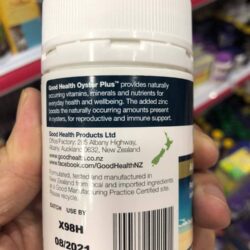 Good Health Oyster Plus™ provides naturally
occurring vitamins, minerals and nutrients for
everyday health and wellbeing. The added zinc
boosts the naturally occurring amounts present
in oysters, for reproductive and immune support.
Good Health Products Ltd
Office/Factory: 2/5 Albany Highway,
Albany Auckland 0632, New Zealand
www.goodhealth.co.nz
www.facebook.com/GoodHealthNZ
Formulated, tested and manufactured in
New Zealand from local and imported ingredients
in a Good Manufacturing Practice Certified site.
BATCH USE BY
X98H
08/2021